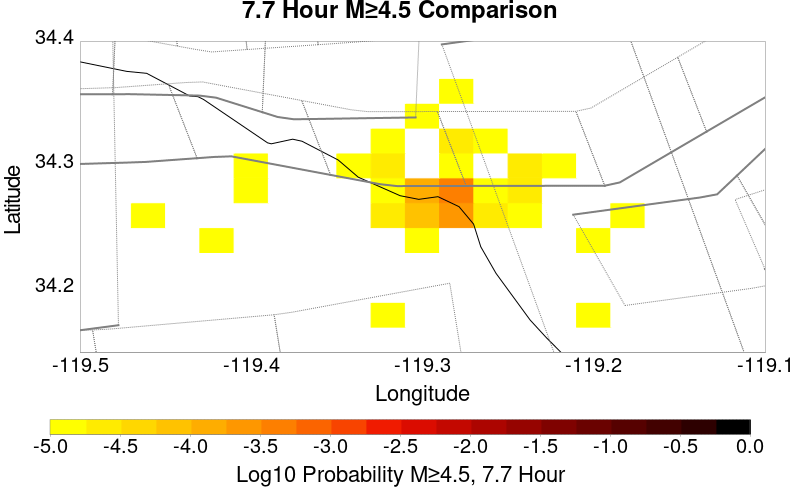 7.7 Hour M≥4.5 Comparison
34.4
34.3
34.2
Latitude
-119.5 -119.4 -119.3 -119.2 -119.1
Longitude
-5.0 -4.5 -4.0 -3.5 -3.0 -2.5 -2.0 -1.5 -1.0 -0.5 0.0
Log10 Probability M≥4.5, 7.7 Hour